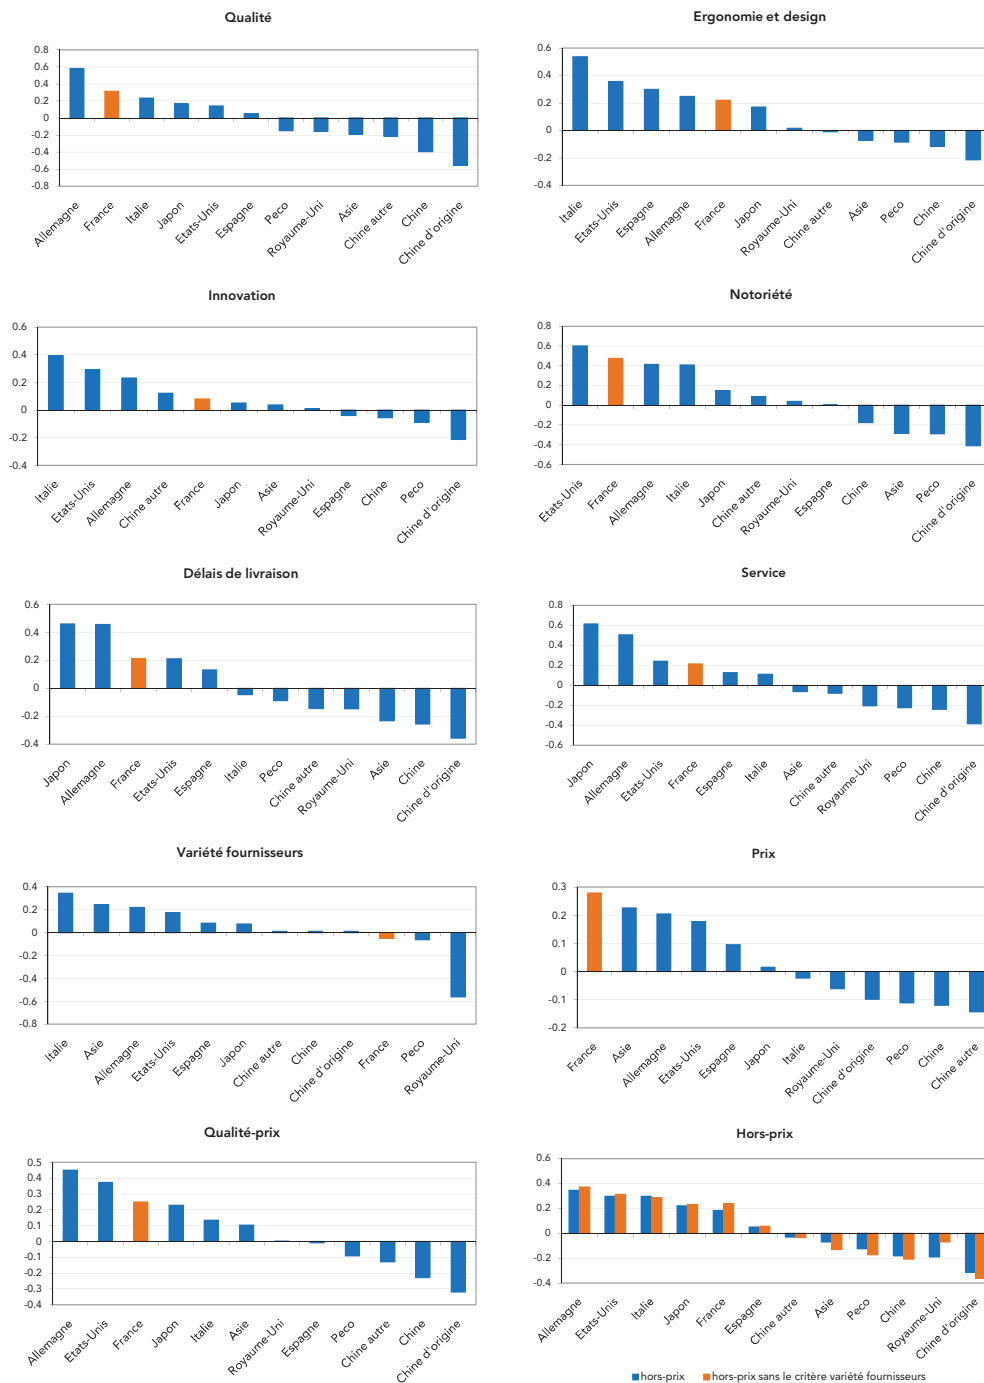 Qualité
0.8
0.6
0.4
0.2
0
-0.2
-0.4
-0.6
-0.8
Allemagne
France
Italie
Japon
Etats-Unis
Espagne
Peco
Royaume-Uni
Asie
Chine autre
Chine
Chine d'origine
Ergonomie et design
0.6
0.4
0.2
0
-0.2
-0.4
Italie
Etats-Unis
Espagne
Allemagne
France
Japon
Royaume-Uni
Chine autre
Asie
Peco
Chine
Chine d'origine
Innovation
0.6
0.4
0.2
0
-0.2
-0.4
Italie
Etats-Unis
Allemagne
Chine autre
France
Japon
Asie
Royaume-Uni
Espagne
Chine
Peco
Chine d'origine
Notoriété
0.8
0.6
0.4
0.2
0
-0.2
-0.4
-0.6
Etats-Unis
France
Allemagne
Italie
Japon
Chine autre
Royaume-Uni
Espagne
Chine
Asie
Peco
Chine d'origine
Délais de livraison
0.6
0.4
0.2
0
-0.2
-0.4
Japon
Allemagne
France
Etats-Unis
Espagne
Italie
Peco
Chine autre
Royaume-Uni
Asie
Chine
Chine d'origine
Service
0.8
0.6
0.4
0.2
0
-0.2
-0.4
-0.6
Japon
Allemagne
Etats-Unis
France
Espagne
Italie
Asie
Chine autre
Royaume-Uni
Peco
Chine
Chine d'origine
Variété fournisseurs
0.4
0.2
0
-0.2
-0.4
-0.6
-0.8
Italie
Asie
Allemagne
Etats-Unis
Espagne
Japon
Chine autre
Chine
Chine d'origine
France
Peco
Royaume-Uni
Prix
0.3
0.2
0.1
0
-0.1
-0.2
France
Asie
Allemagne
Etats-Unis
Espagne
Japon
Italie
Royaume-Uni
Chine d'origine
Peco
Chine
Chine autre
Qualité-prix
0.5
0.4
0.3
0.2
0.1
0
-0.1
-0.2
-0.3
-0.4
Allemagne
Etats-Unis
France
Japon
Italie
Asie
Royaume-Uni
Espagne
Peco
Chine autre
Chine
Chine d'origine
Hors-prix
0.6
0.4
0.2
0
-0.2
-0.4
Allemagne
Etats-Unis
Italie
Japon
France
Espagne
Chine autre
Asie
Peco
Chine
Royaume-Uni
Chine d'origine
hors-prix
hors-prix sans le critère variété fournisseurs